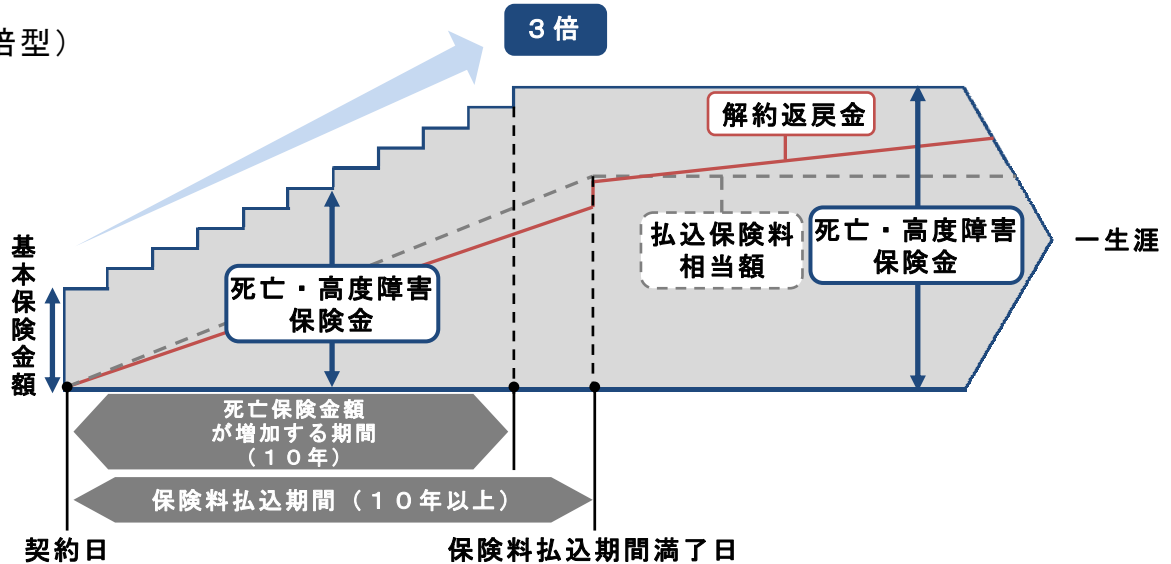 倍型）
３倍
解約返戻金
払込保険料
相当額
死亡・高度障害
保険金
一生涯
基本保険金額
死亡・高度障害
保険金
死亡保険金額
が増加する期間
（１０年）
保険料払込期間（１０年以上）
契約日
保険料払込期間満了日